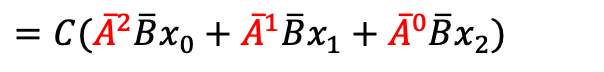 = C(Ā²B̄x₀ + Ā¹B̄x₁ + Ā⁰B̄x₂)